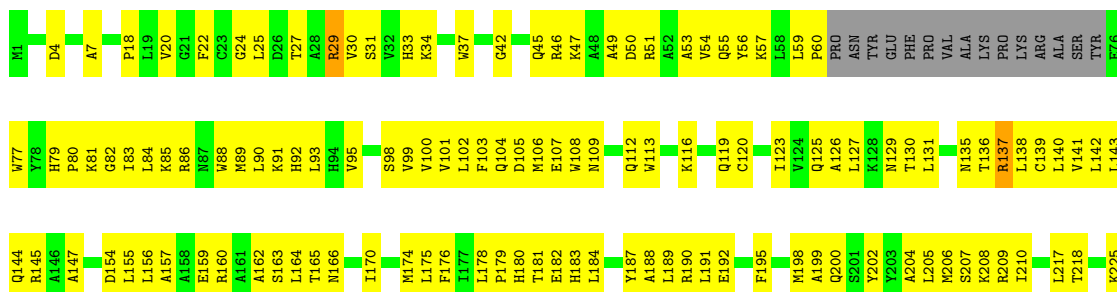 M1 D4 A7 P18 L19 V20 G21 F22 C23 G24 L25 D26 T27 A28 R29 V30 S31 V32 H33 K34 W37 G42 Q45 R46 K47 A48 A49 D50 R51 A52 A53 V54 Q55 Y56 K57 L58 L59 P60 PRO ASN TYR GLU PHE PRO VAL ALA LYS PRO LYS ARG ALA SER TYR E76
W77 Y78 H79 P80 K81 G82 I83 L84 K85 R86 N87 W88 M89 L90 K91 H92 L93 H94 V95 S98 V99 V100 V101 L102 F103 Q104 D105 M106 E107 W108 N109 Q112 W113 K116 Q119 C120 I123 V124 Q125 A126 L127 K128 N129 T130 L131 N135 T136 R137 L138 C139 L140 V141 L142 L143
Q144 R145 A146 A147 D154 L155 L156 A157 A158 E159 R160 A161 A162 S163 L164 T165 N166 I170 M174 L175 F176 I177 L178 P179 H180 T181 E182 H183 L184 Y187 A188 L189 R190 L191 E192 F195 M198 A199 Q200 S201 Y202 Y203 A204 L205 M206 S207 K208 R209 I210 L217 T218 K225